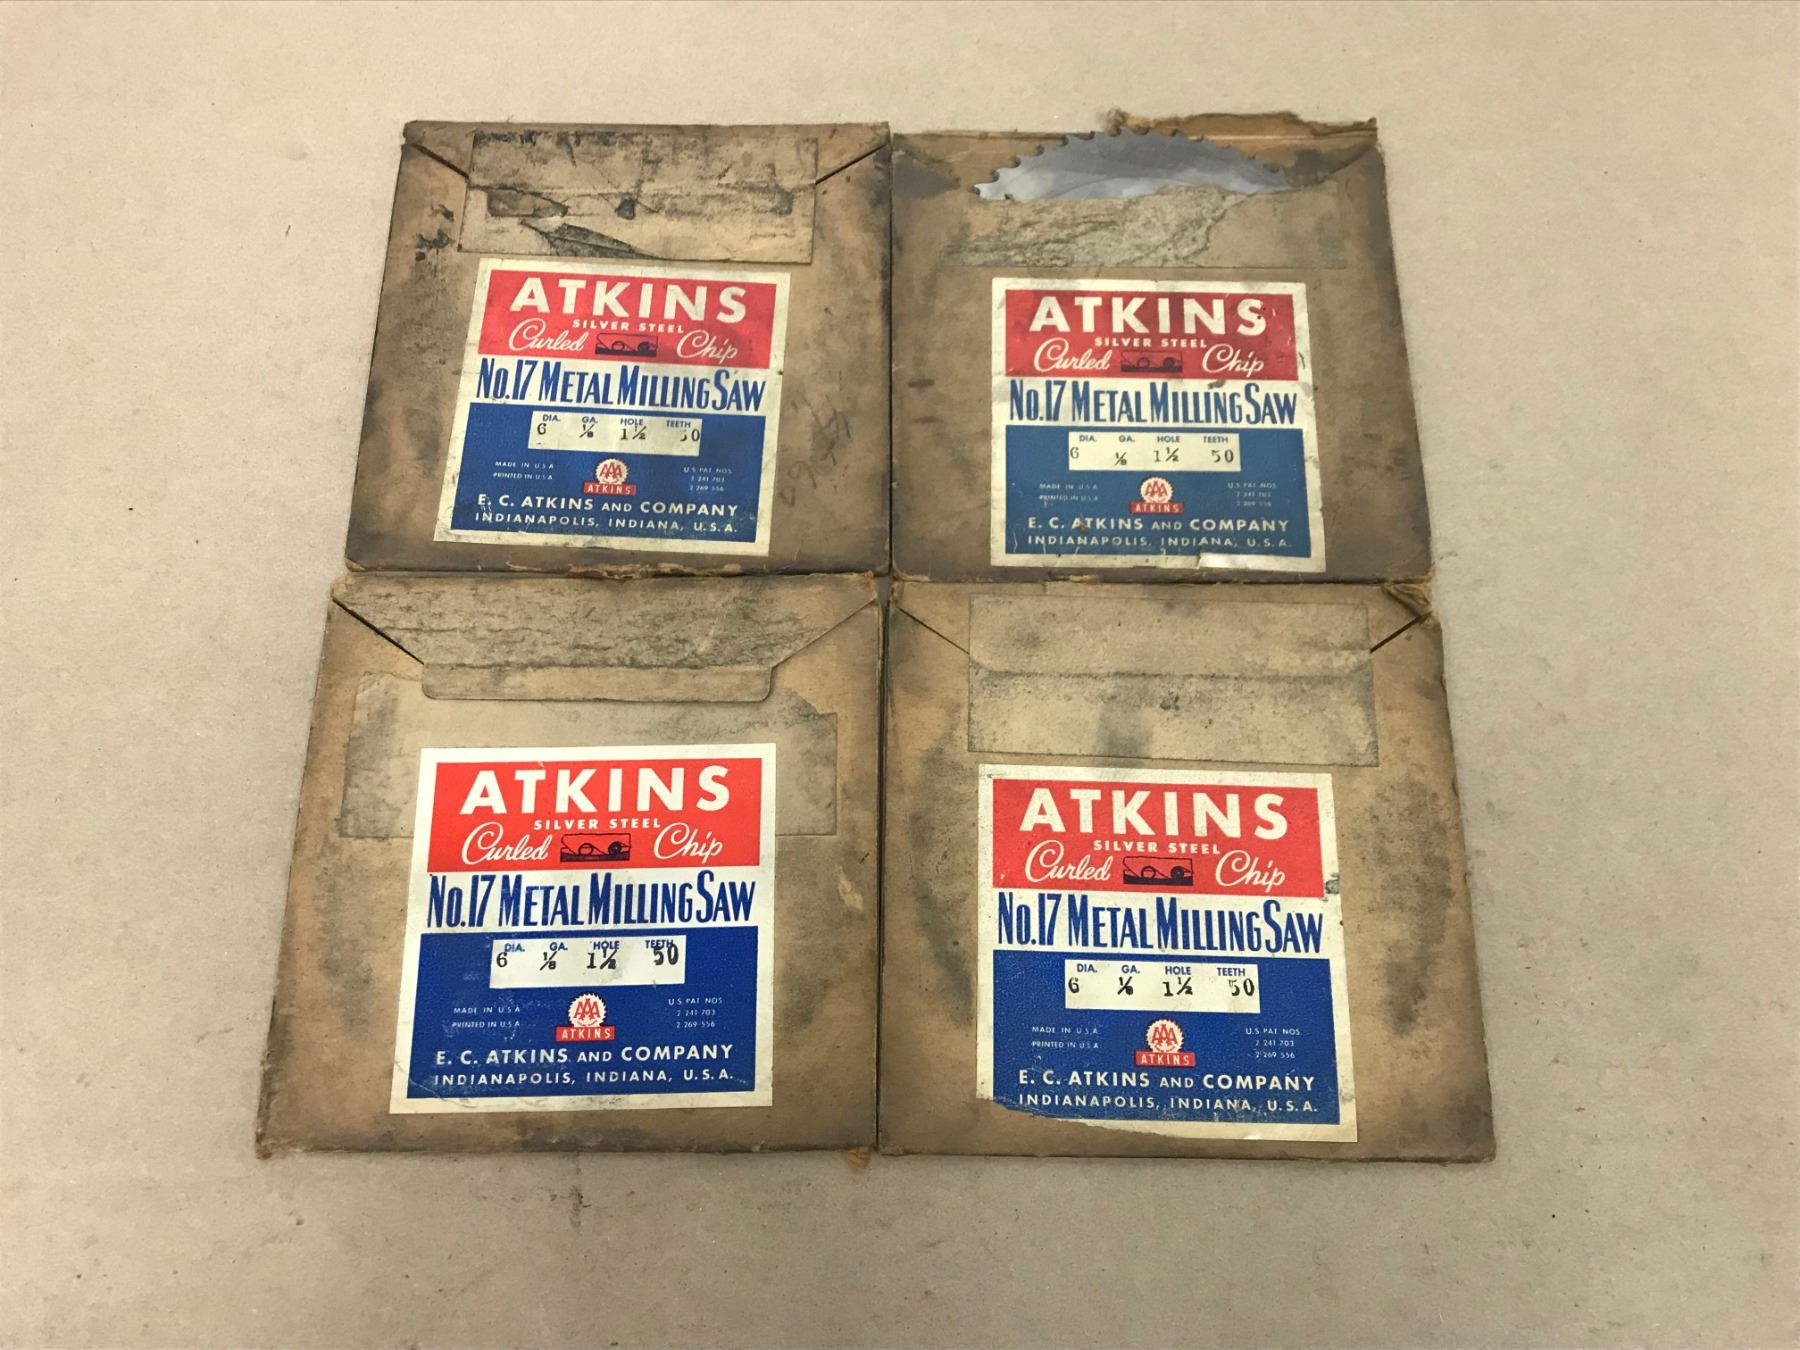 ATKINS
SILVER STEEL
Curled Chip
No.17 METAL MILLING SAW
DIA. GA. HOLE TEETH
6 1/8 1 1/2 50
MADE IN U.S.A. U.S. PAT. NOS.
PRINTED IN U.S.A. 2 241 703
2 269 556
AAA
ATKINS
E. C. ATKINS AND COMPANY
INDIANAPOLIS, INDIANA, U.S.A.
ATKINS
SILVER STEEL
Curled Chip
No.17 METAL MILLING SAW
DIA. GA. HOLE TEETH
6 1/8 1 1/2 50
MADE IN U.S.A. U.S. PAT. NOS.
PRINTED IN U.S.A. 2 241 703
2 269 556
AAA
ATKINS
E. C. ATKINS AND COMPANY
INDIANAPOLIS, INDIANA, U.S.A.
ATKINS
SILVER STEEL
Curled Chip
No.17 METAL MILLING SAW
DIA. GA. HOLE TEETH
6 1/8 1 1/2 50
MADE IN U.S.A. U.S. PAT. NOS.
PRINTED IN U.S.A. 2 241 703
2 269 556
AAA
ATKINS
E. C. ATKINS AND COMPANY
INDIANAPOLIS, INDIANA, U.S.A.
ATKINS
SILVER STEEL
Curled Chip
No.17 METAL MILLING SAW
DIA. GA. HOLE TEETH
6 1/8 1 1/2 50
MADE IN U.S.A. U.S. PAT. NOS.
PRINTED IN U.S.A. 2 241 703
2 269 556
AAA
ATKINS
E. C. ATKINS AND COMPANY
INDIANAPOLIS, INDIANA, U.S.A.